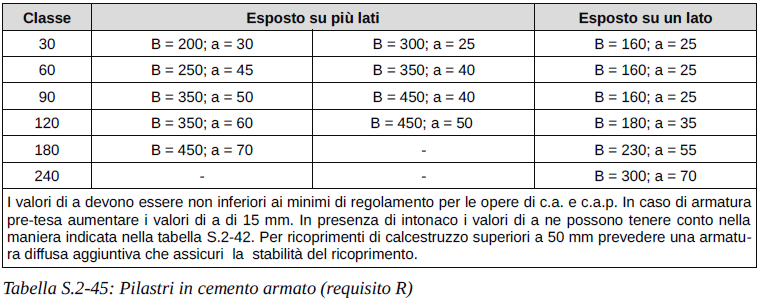 Classe Esposto su più lati Esposto su un lato
30 B = 200; a = 30 B = 300; a = 25 B = 160; a = 25
60 B = 250; a = 45 B = 350; a = 40 B = 160; a = 25
90 B = 350; a = 50 B = 450; a = 40 B = 160; a = 25
120 B = 350; a = 60 B = 450; a = 50 B = 180; a = 35
180 B = 450; a = 70 - B = 230; a = 55
240 - - B = 300; a = 70
I valori di a devono essere non inferiori ai minimi di regolamento per le opere di c.a. e c.a.p. In caso di armatura
pre-tesa aumentare i valori di a di 15 mm. In presenza di intonaco i valori di a ne possono tenere conto nella
maniera indicata nella tabella S.2-42. Per ricoprimenti di calcestruzzo superiori a 50 mm prevedere una armatu-
ra diffusa aggiuntiva che assicuri la stabilità del ricoprimento.
Tabella S.2-45: Pilastri in cemento armato (requisito R)